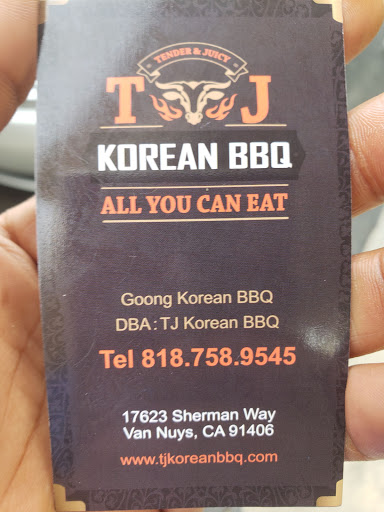 TENDER & JUICY
TJ
KOREAN BBQ
ALL YOU CAN EAT
Goong Korean BBQ
DBA : TJ Korean BBQ
Tel 818.758.9545
17623 Sherman Way
Van Nuys, CA 91406
www.tjkoreanbbq.com